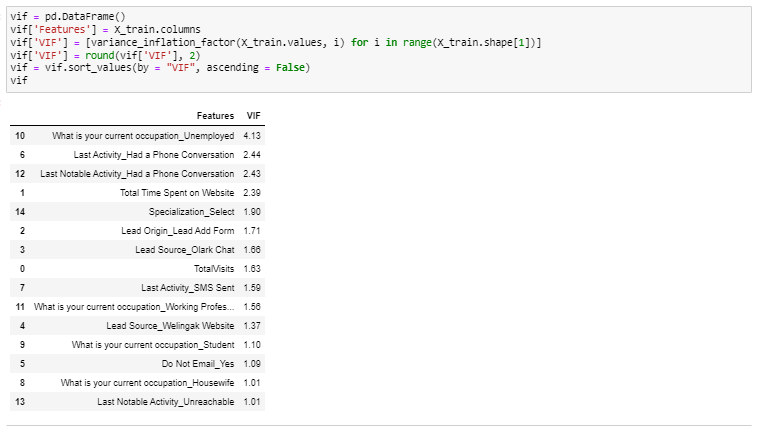 vif = pd.DataFrame()
vif['Features'] = X_train.columns
vif['VIF'] = [variance_inflation_factor(X_train.values, i) for i in range(X_train.shape[1])]
vif['VIF'] = round(vif['VIF'], 2)
vif = vif.sort_values(by = "VIF", ascending = False)
vif
Features VIF
10 What is your current occupation_Unemployed 4.13
6 Last Activity_Had a Phone Conversation 2.44
12 Last Notable Activity_Had a Phone Conversation 2.43
1 Total Time Spent on Website 2.39
14 Specialization_Select 1.90
2 Lead Origin_Lead Add Form 1.71
3 Lead Source_Olark Chat 1.66
0 TotalVisits 1.63
7 Last Activity_SMS Sent 1.59
11 What is your current occupation_Working Profes... 1.56
4 Lead Source_Welingak Website 1.37
9 What is your current occupation_Student 1.10
5 Do Not Email_Yes 1.09
8 What is your current occupation_Housewife 1.01
13 Last Notable Activity_Unreachable 1.01